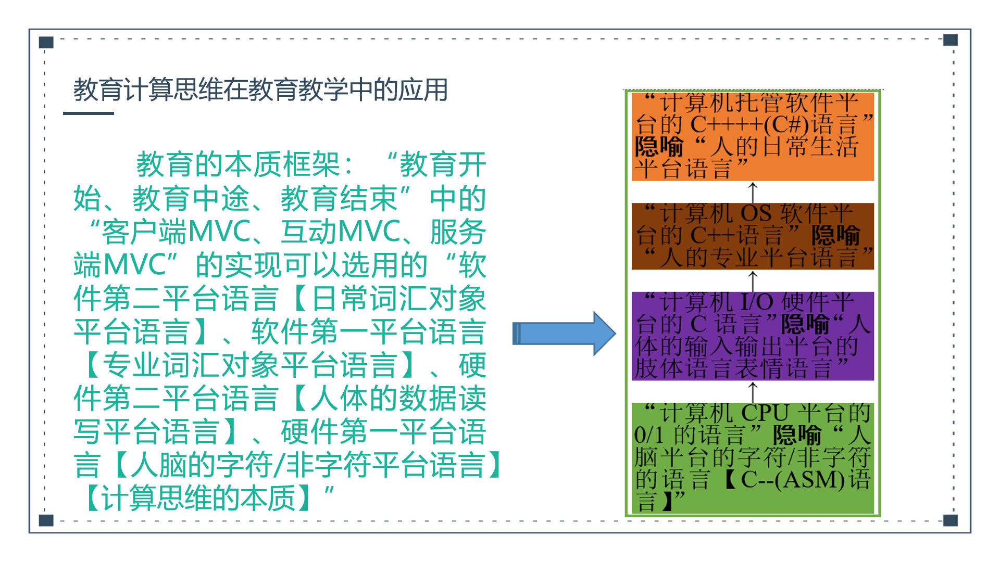 教育计算思维在教育教学中的应用
教育的本质框架：“教育开
始、教育中途、教育结束”中的
“客户端MVC、互动MVC、服务
端MVC”的实现可以选用的“软
件第二平台语言【日常词汇对象
平台语言】、软件第一平台语言
【专业词汇对象平台语言】、硬
件第二平台语言【人体的数据读
写平台语言】、硬件第一平台语
言【人脑的字符/非字符平台语言】
【计算思维的本质】”
“计算机托管软件平
台的 C++++(C#)语言”
隐喻“人的日常生活
平台语言”
“计算机 OS 软件平
台的 C++语言”隐喻
“人的专业平台语言”
“计算机 I/O 硬件平
台的 C 语言”隐喻“人
体的输入输出平台的
肢体语言表情语言”
“计算机 CPU 平台的
0/1 的语言”隐喻“人
脑平台的字符/非字符
的语言【C--(ASM)语
言】”